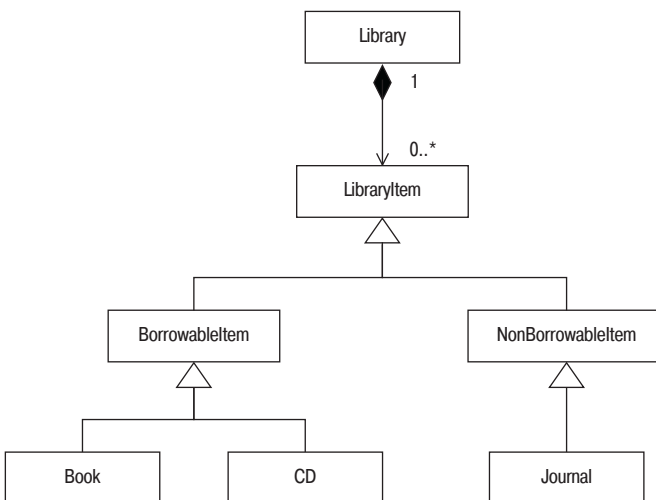 Library
1
0..*
LibraryItem
BorrowableItem
NonBorrowableItem
Book
CD
Journal